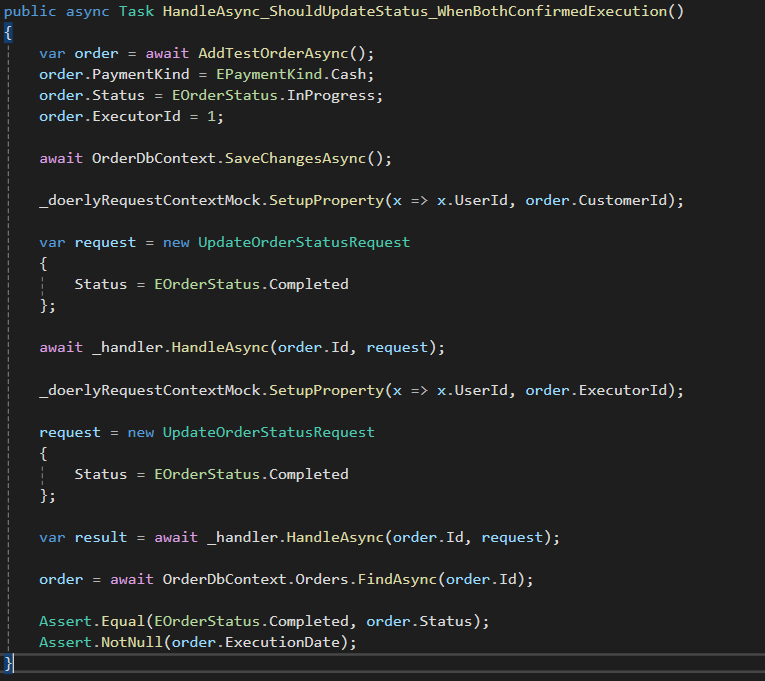 public async Task HandleAsync_ShouldUpdateStatus_WhenBothConfirmedExecution()
{
var order = await AddTestOrderAsync();
order.PaymentKind = EPaymentKind.Cash;
order.Status = EOrderStatus.InProgress;
order.ExecutorId = 1;
await OrderDbContext.SaveChangesAsync();
_doerlyRequestContextMock.SetupProperty(x => x.UserId, order.CustomerId);
var request = new UpdateOrderStatusRequest
{
Status = EOrderStatus.Completed
};
await _handler.HandleAsync(order.Id, request);
_doerlyRequestContextMock.SetupProperty(x => x.UserId, order.ExecutorId);
request = new UpdateOrderStatusRequest
{
Status = EOrderStatus.Completed
};
var result = await _handler.HandleAsync(order.Id, request);
order = await OrderDbContext.Orders.FindAsync(order.Id);
Assert.Equal(EOrderStatus.Completed, order.Status);
Assert.NotNull(order.ExecutionDate);
}